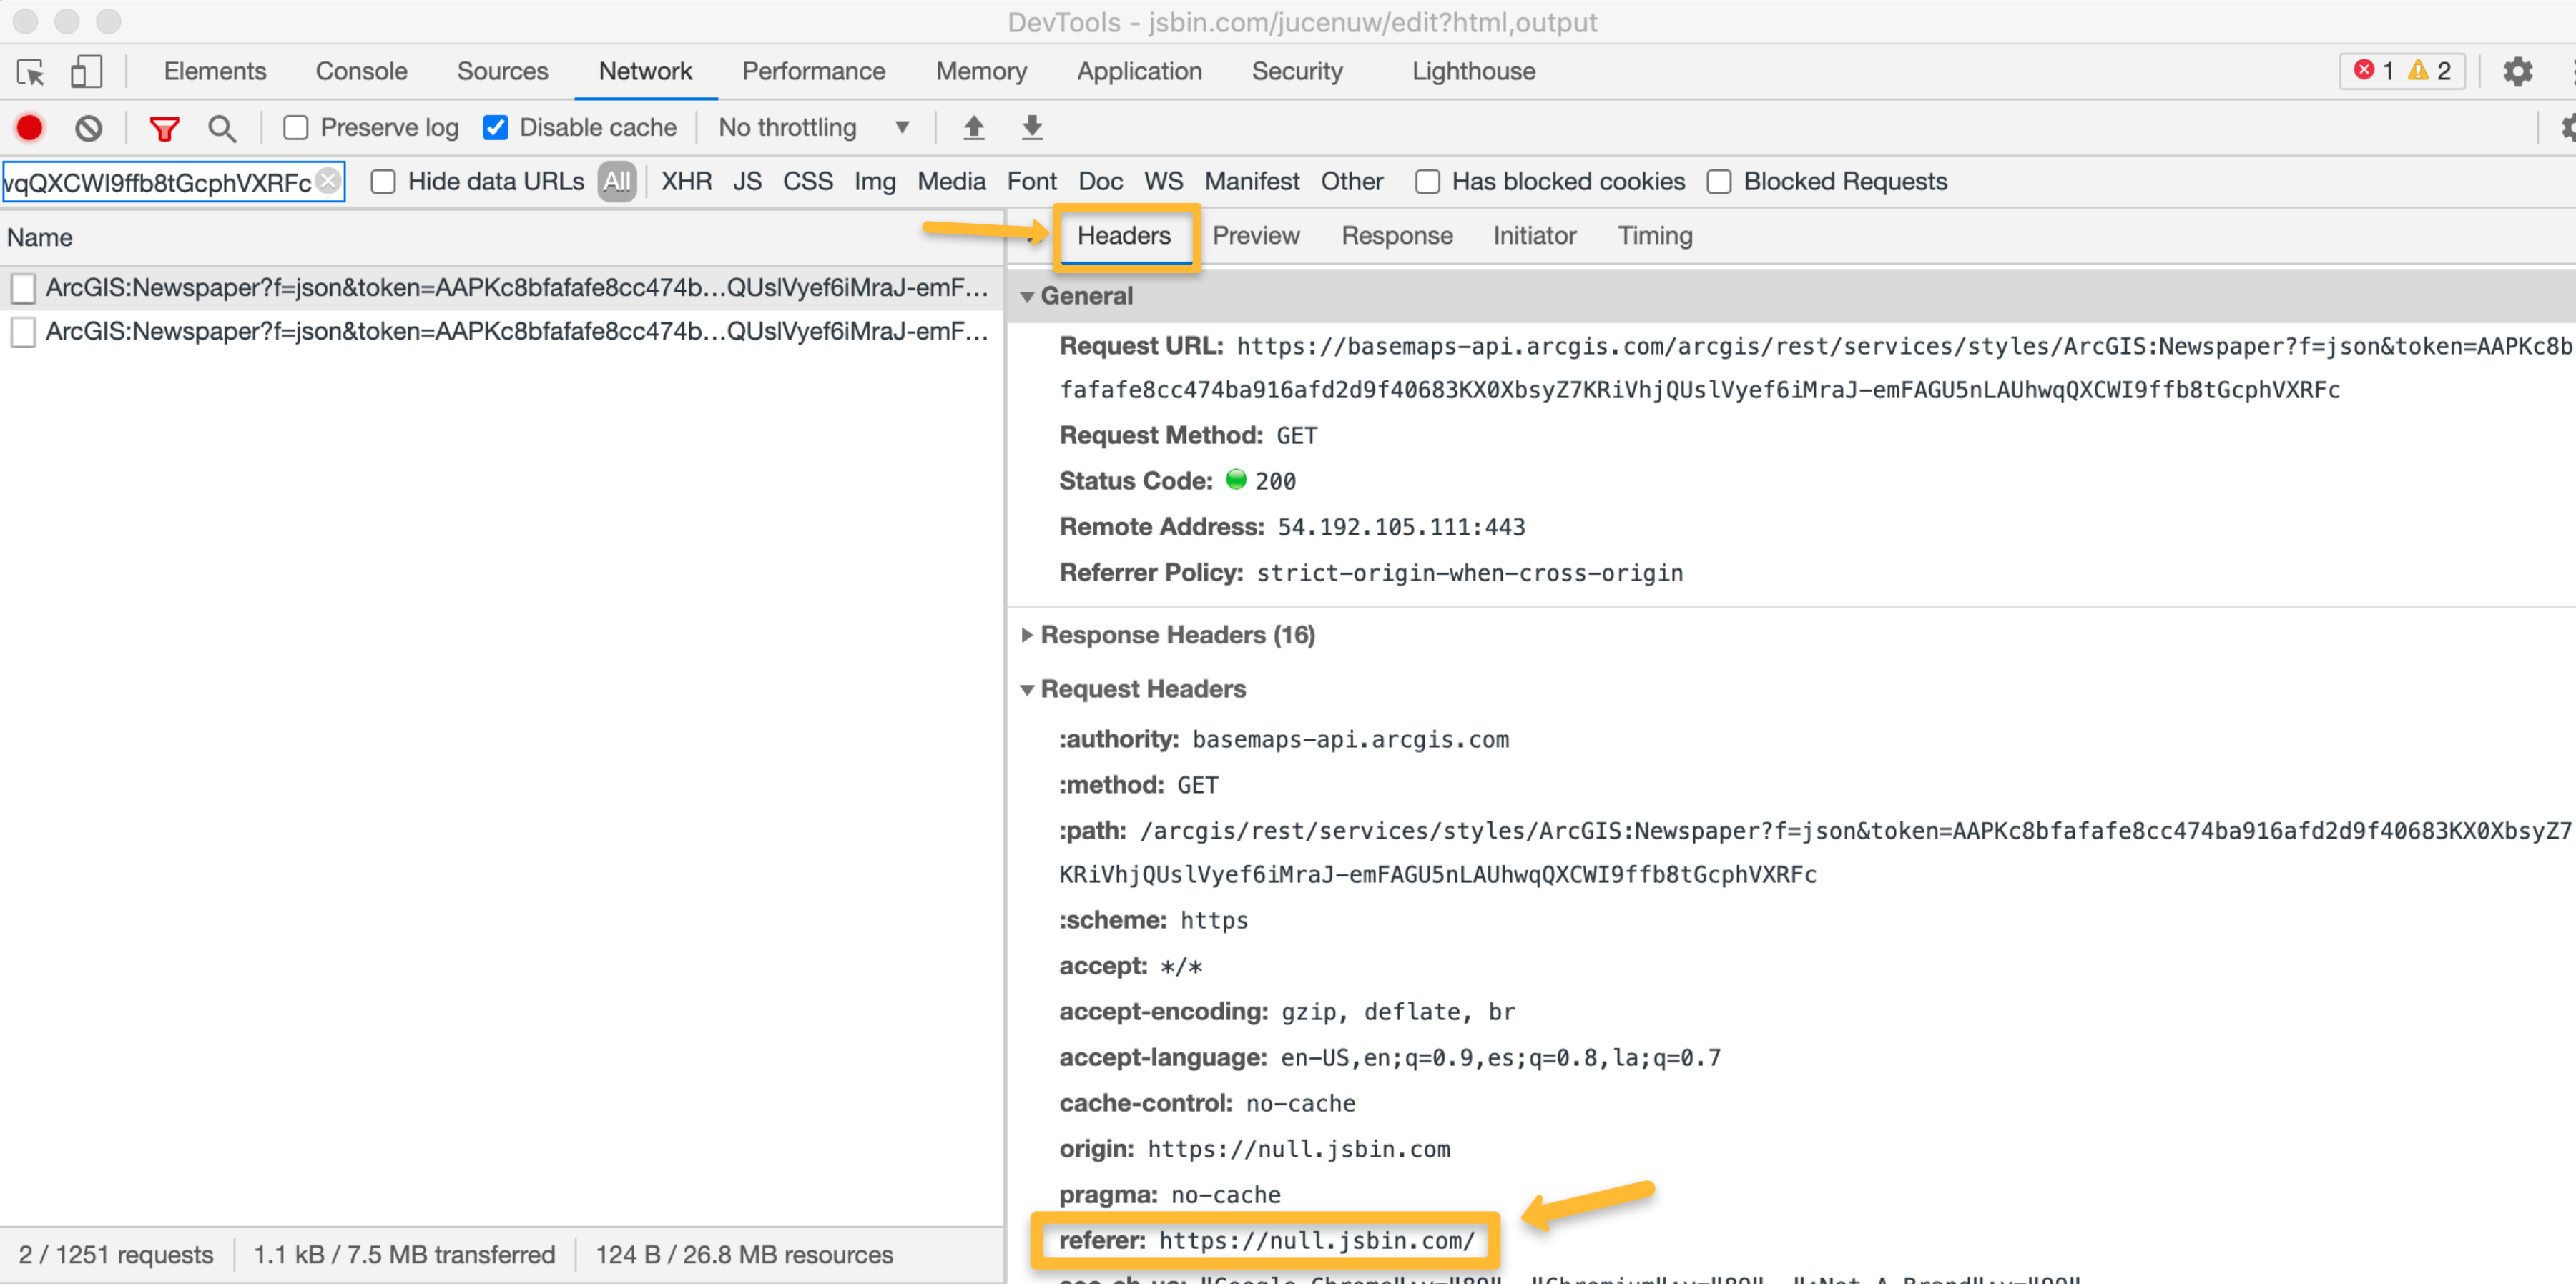 DevTools - jsbin.com/jucenuw/edit?html,output
Elements Console Sources Network Performance Memory Application Security Lighthouse 1 2
Preserve log Disable cache No throttling
vqQXCWI9ffb8tGcphVXRFc Hide data URLs All XHR JS CSS Img Media Font Doc WS Manifest Other Has blocked cookies Blocked Requests
Name
ArcGIS:Newspaper?f=json&token=AAPKc8bfafafe8cc474b…QUslVyef6iMraJ-emF…
ArcGIS:Newspaper?f=json&token=AAPKc8bfafafe8cc474b…QUslVyef6iMraJ-emF…
Headers Preview Response Initiator Timing
General
Request URL: https://basemaps-api.arcgis.com/arcgis/rest/services/styles/ArcGIS:Newspaper?f=json&token=AAPKc8b
fafafe8cc474ba916afd2d9f40683KX0XbsyZ7KRiVhjQUslVyef6iMraJ-emFAGU5nLAUhwqQXCWI9ffb8tGcphVXRFc
Request Method: GET
Status Code: 200
Remote Address: 54.192.105.111:443
Referrer Policy: strict-origin-when-cross-origin
Response Headers (16)
Request Headers
:authority: basemaps-api.arcgis.com
:method: GET
:path: /arcgis/rest/services/styles/ArcGIS:Newspaper?f=json&token=AAPKc8bfafafe8cc474ba916afd2d9f40683KX0XbsyZ7
KRiVhjQUslVyef6iMraJ-emFAGU5nLAUhwqQXCWI9ffb8tGcphVXRFc
:scheme: https
accept: */*
accept-encoding: gzip, deflate, br
accept-language: en-US,en;q=0.9,es;q=0.8,la;q=0.7
cache-control: no-cache
origin: https://null.jsbin.com
pragma: no-cache
referer: https://null.jsbin.com/
2 / 1251 requests 1.1 kB / 7.5 MB transferred 124 B / 26.8 MB resources